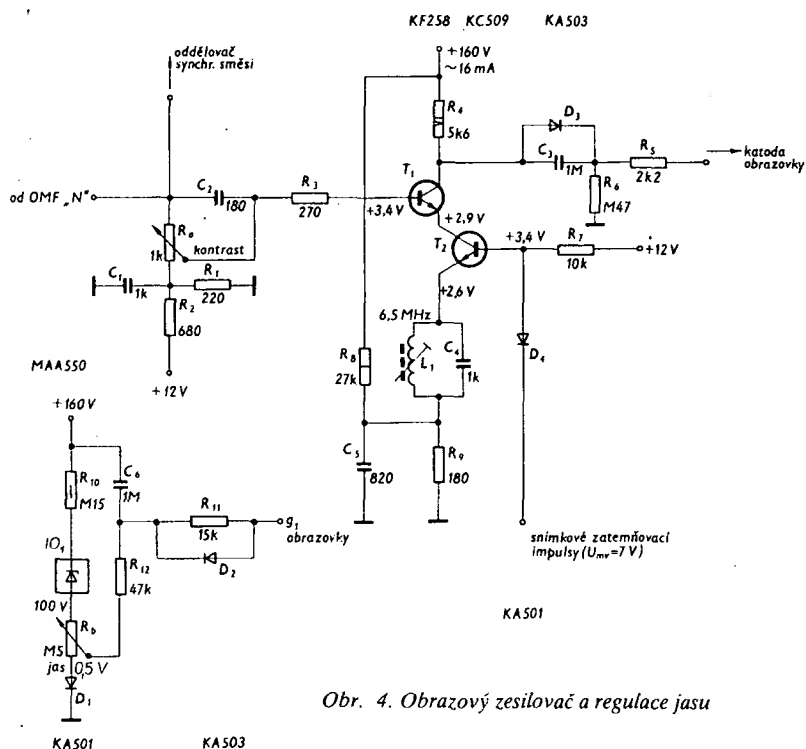 KF258 KC509 KA503
oddělovač
synchr. směsi
+160 V
~16 mA
R4
5k6
D3
C3
1M
R5
2k2
katoda
obrazovky
R6
M47
od OMF „N"
C2
180
R3
270
T1
+3,4 V
+2,9 V
T2
+3,4 V
R7
10k
+12 V
+2,6 V
Ra
1k
kontrast
C1
1k
R1
220
R2
680
+12 V
6,5 MHz
L1
C4
1k
R8
27k
D4
C5
820
R9
180
snímkové zatemňovací
impulsy (Umv=7 V)
MAA550
+160 V
R10
M15
C6
1M
R11
15k
g1
obrazovky
D2
IO1
R12
47k
100 V
Rb
M5
jas
0,5 V
D1
KA501
Obr. 4. Obrazový zesilovač a regulace jasu
KA501 KA503